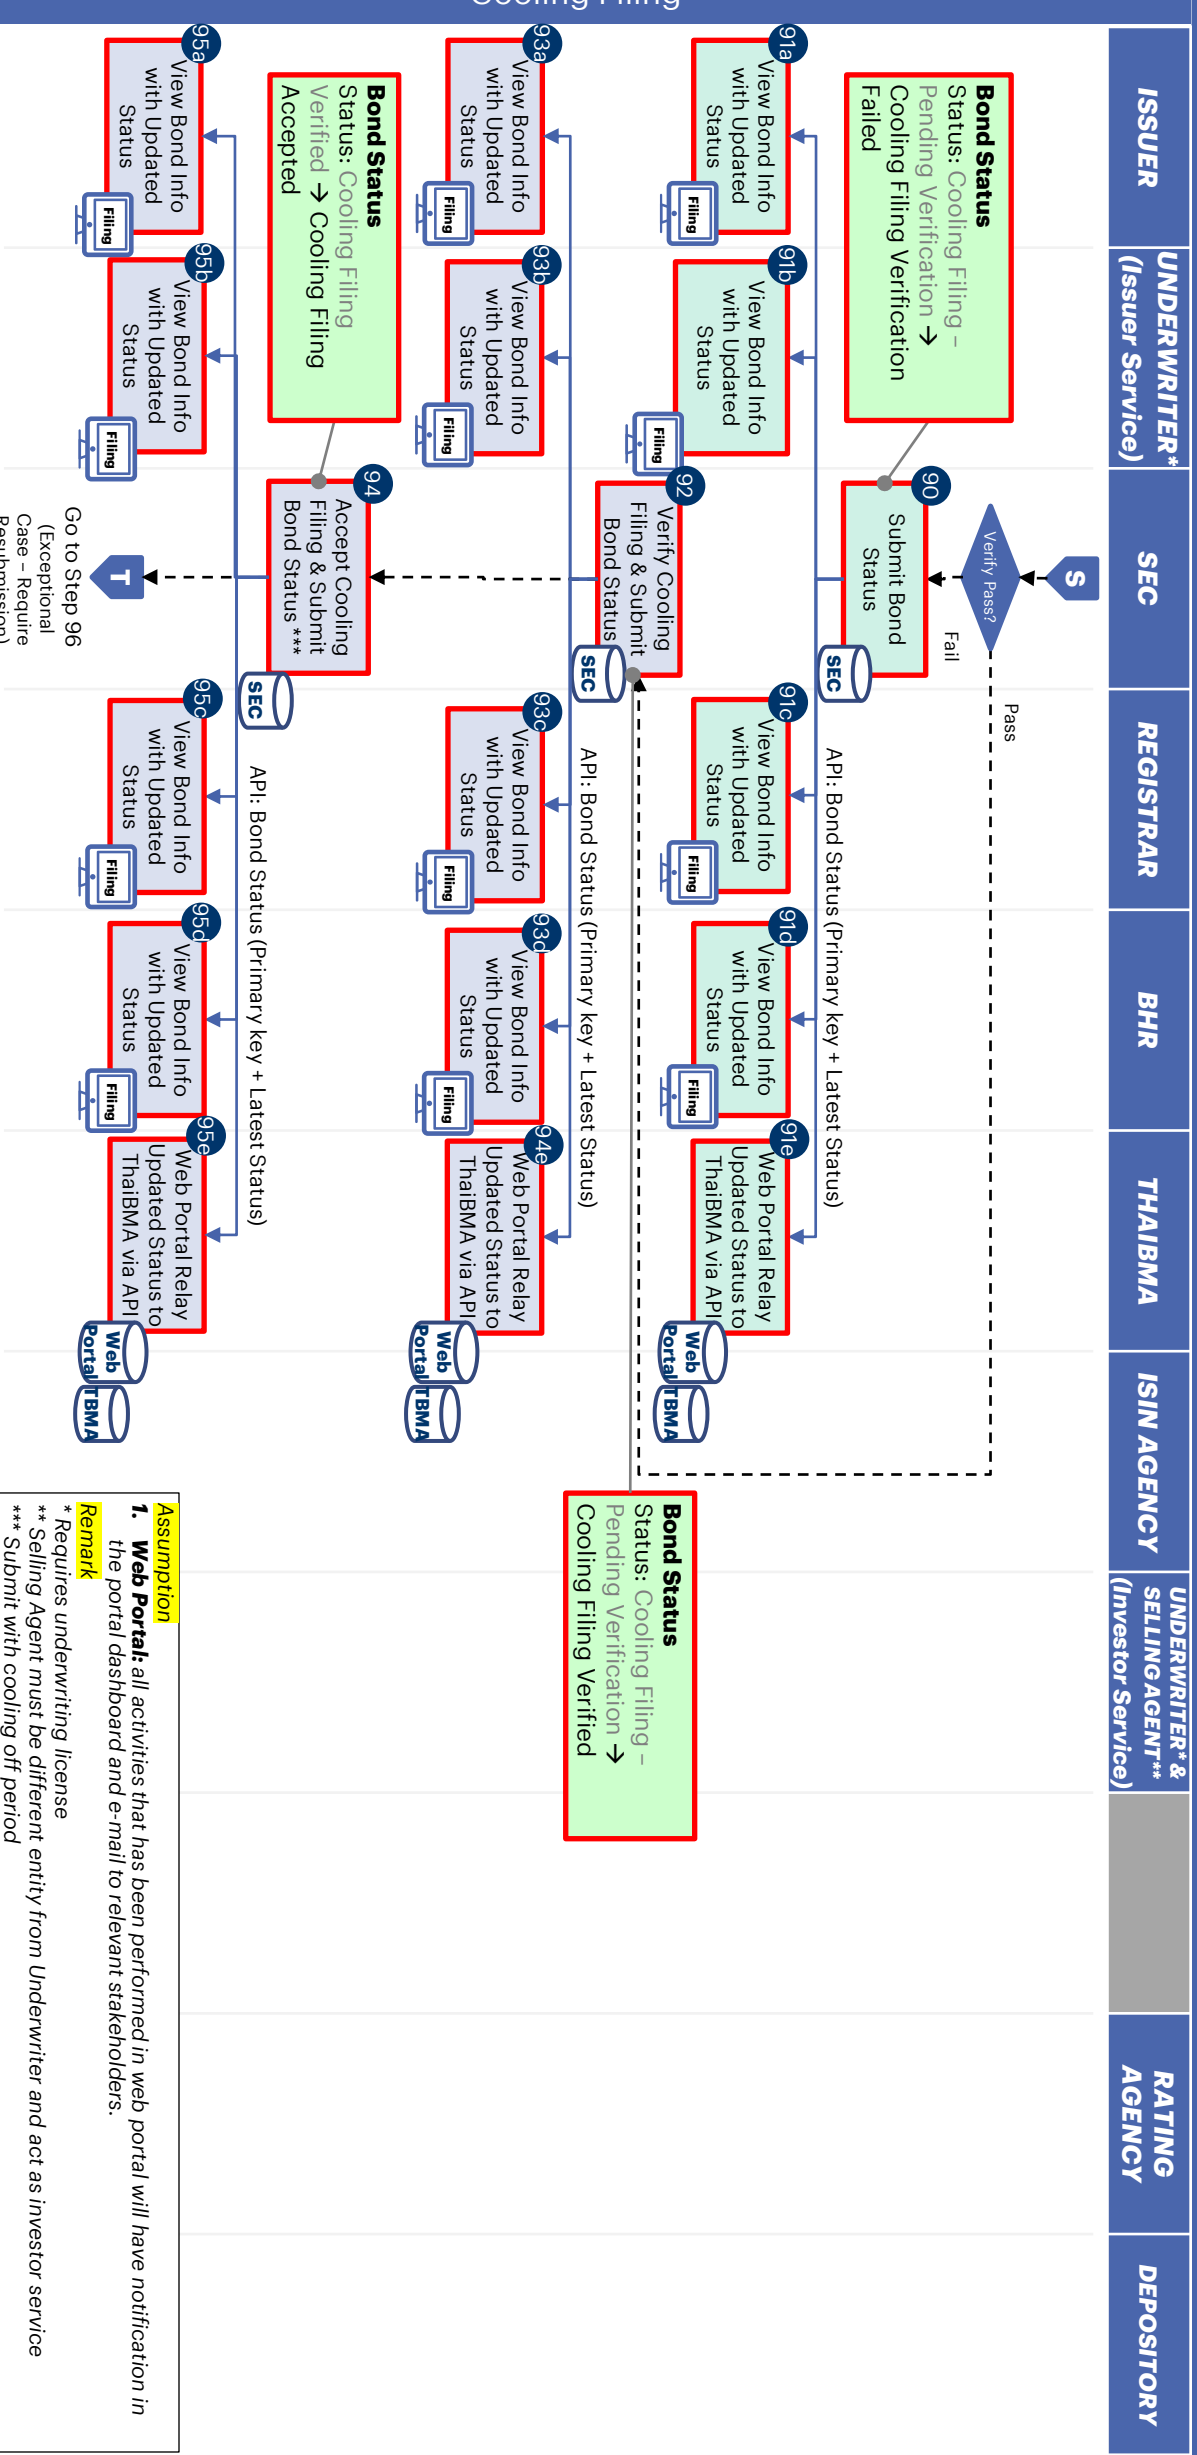 Cooling Filing
ISSUER
UNDERWRITER*
(Issuer Service)
SEC
REGISTRAR
BHR
THAIBMA
ISIN AGENCY
UNDERWRITER* &
SELLING AGENT**
(Investor Service)
RATING
AGENCY
DEPOSITORY
S
Verify Pass?
Pass
Fail
Bond Status
Status: Cooling Filing –
Pending Verification →
Cooling Filing Verification
Failed
90
Submit Bond
Status
SEC
API: Bond Status (Primary key + Latest Status)
91a
View Bond Info
with Updated
Status
Filing
91b
View Bond Info
with Updated
Status
Filing
91c
View Bond Info
with Updated
Status
Filing
91d
View Bond Info
with Updated
Status
Filing
91e
Web Portal Relay
Updated Status to
ThaiBMA via API
Web
Portal
TBMA
92
Verify Cooling
Filing & Submit
Bond Status
SEC
Bond Status
Status: Cooling Filing –
Pending Verification →
Cooling Filing Verified
API: Bond Status (Primary key + Latest Status)
93a
View Bond Info
with Updated
Status
Filing
93b
View Bond Info
with Updated
Status
Filing
93c
View Bond Info
with Updated
Status
Filing
93d
View Bond Info
with Updated
Status
Filing
94e
Web Portal Relay
Updated Status to
ThaiBMA via API
Web
Portal
TBMA
Bond Status
Status: Cooling Filing
Verified → Cooling Filing
Accepted
94
Accept Cooling
Filing & Submit
Bond Status ***
SEC
API: Bond Status (Primary key + Latest Status)
95a
View Bond Info
with Updated
Status
Filing
95b
View Bond Info
with Updated
Status
Filing
95c
View Bond Info
with Updated
Status
Filing
95d
View Bond Info
with Updated
Status
Filing
95e
Web Portal Relay
Updated Status to
ThaiBMA via API
Web
Portal
TBMA
T
Go to Step 96
(Exceptional
Case – Require
Resubmission)
Assumption
1. Web Portal: all activities that has been performed in web portal will have notification in
the portal dashboard and e-mail to relevant stakeholders.
Remark
* Requires underwriting license
** Selling Agent must be different entity from Underwriter and act as investor service
*** Submit with cooling off period